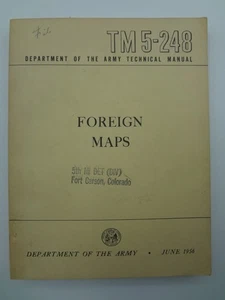 TM 5-248
DEPARTMENT OF THE ARMY TECHNICAL MANUAL
FOREIGN
MAPS
Fort Carson, Colorado
DEPARTMENT OF THE ARMY • JUNE 1956